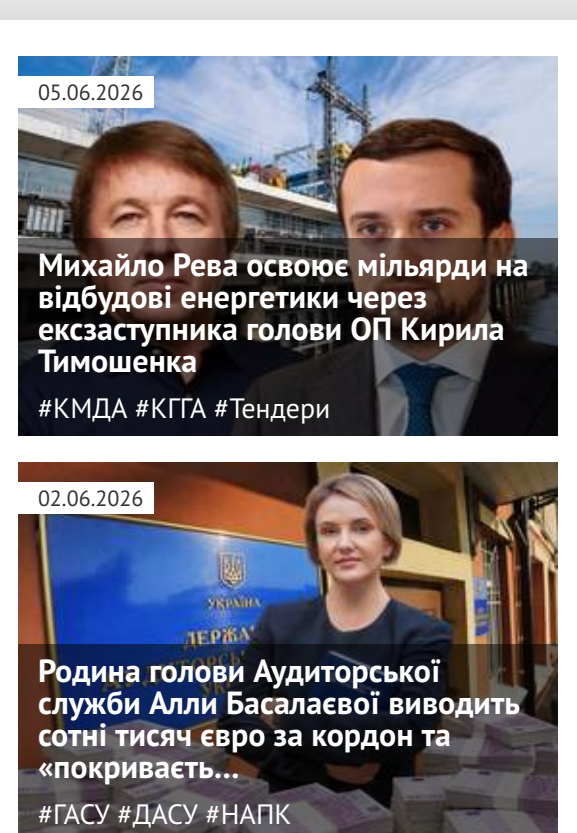 05.06.2026
Михайло Рева освоює мільярди на
відбудові енергетики через
ексзаступника голови ОП Кирила
Тимошенка
#КМДА #КГГА #Тендери
02.06.2026
УКРАЇНА
Родина голови Аудиторської
служби Алли Басалаєвої виводить
сотні тисяч євро за кордон та
«покриваєть...
#ГАСУ #ДАСУ #НАПК